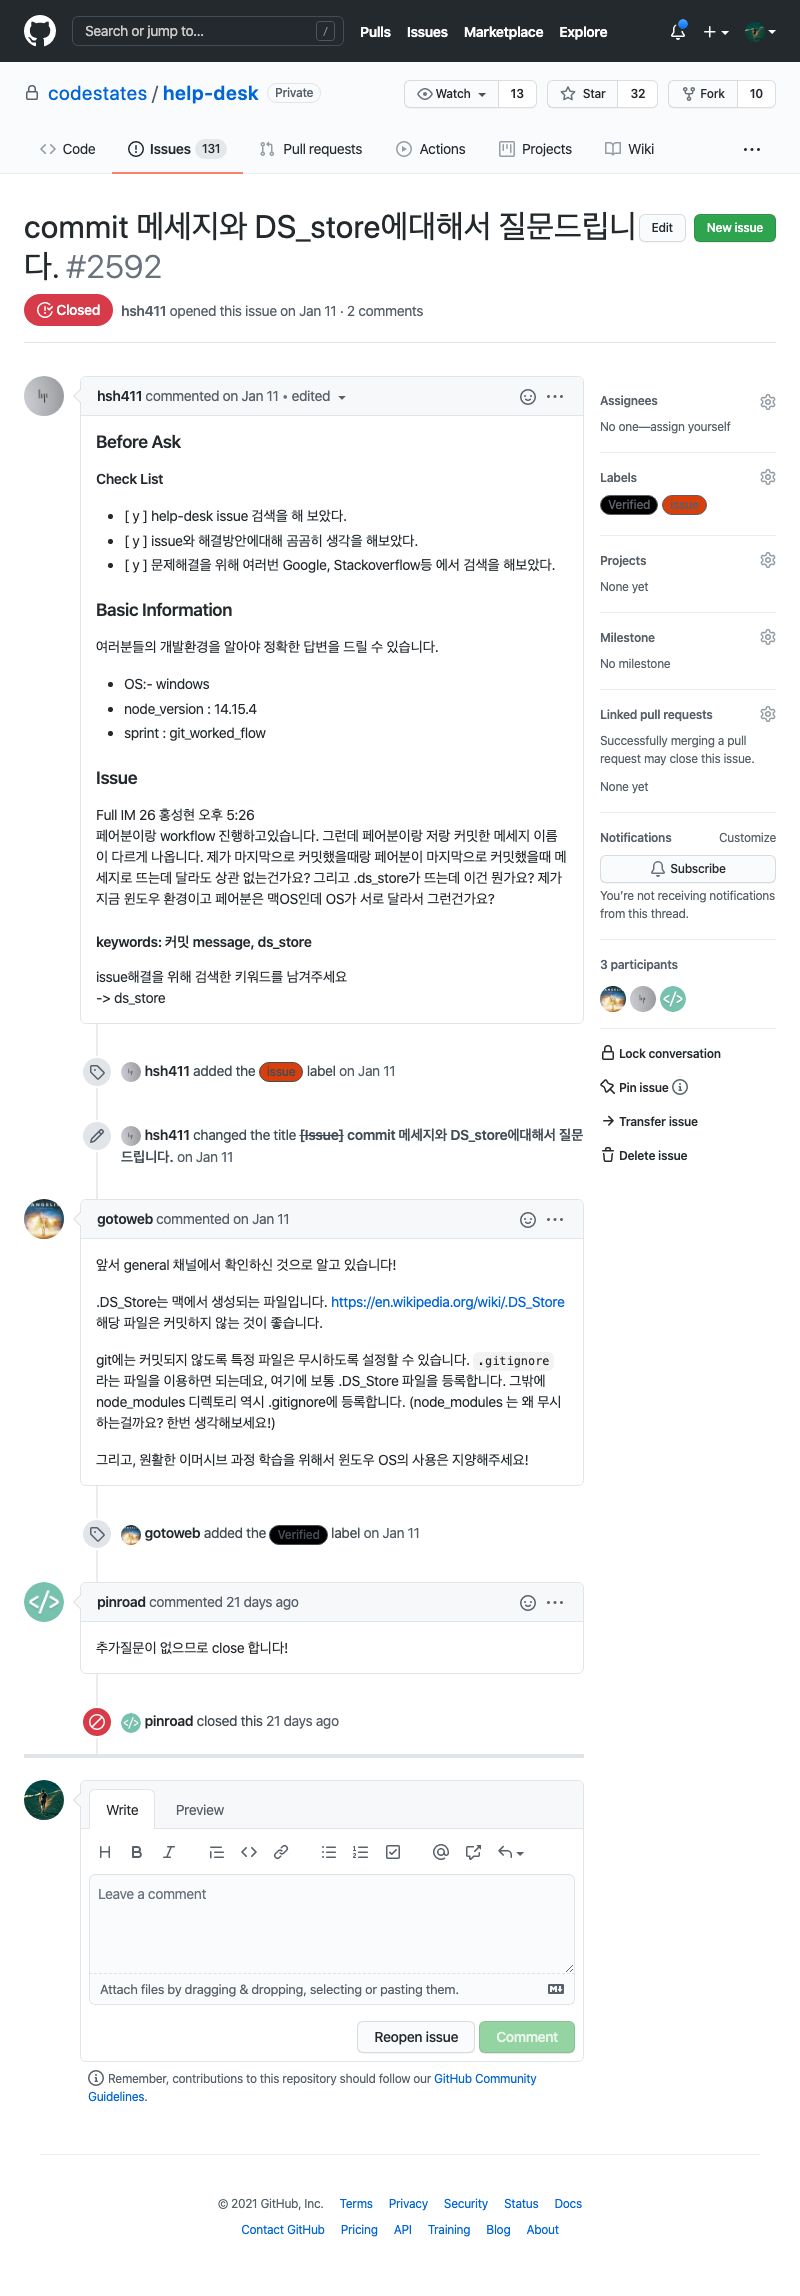 Search or jump to... /
Pulls Issues Marketplace Explore
codestates / help-desk Private
Watch 13 Star 32 Fork 10
Code Issues 131 Pull requests Actions Projects Wiki
commit 메세지와 DS_store에대해서 질문드립니
다. #2592
Edit New issue
Closed hsh411 opened this issue on Jan 11 · 2 comments
hsh411 commented on Jan 11 • edited
Before Ask
Check List
[ y ] help-desk issue 검색을 해 보았다.
[ y ] issue와 해결방안에대해 곰곰히 생각을 해보았다.
[ y ] 문제해결을 위해 여러번 Google, Stackoverflow등 에서 검색을 해보았다.
Basic Information
여러분들의 개발환경을 알아야 정확한 답변을 드릴 수 있습니다.
OS:- windows
node_version : 14.15.4
sprint : git_worked_flow
Issue
Full IM 26 홍성현 오후 5:26
페어분이랑 workflow 진행하고있습니다. 그런데 페어분이랑 저랑 커밋한 메세지 이름
이 다르게 나옵니다. 제가 마지막으로 커밋했을때랑 페어분이 마지막으로 커밋했을때 메
세지로 뜨는데 달라도 상관 없는건가요? 그리고 .ds_store가 뜨는데 이건 뭔가요? 제가
지금 윈도우 환경이고 페어분은 맥OS인데 OS가 서로 달라서 그런건가요?
keywords: 커밋 message, ds_store
issue해결을 위해 검색한 키워드를 남겨주세요
-> ds_store
hsh411 added the issue label on Jan 11
hsh411 changed the title [Issue] commit 메세지와 DS_store에대해서 질문
드립니다. on Jan 11
gotoweb commented on Jan 11
앞서 general 채널에서 확인하신 것으로 알고 있습니다!
.DS_Store는 맥에서 생성되는 파일입니다. https://en.wikipedia.org/wiki/.DS_Store
해당 파일은 커밋하지 않는 것이 좋습니다.
git에는 커밋되지 않도록 특정 파일은 무시하도록 설정할 수 있습니다. .gitignore
라는 파일을 이용하면 되는데요, 여기에 보통 .DS_Store 파일을 등록합니다. 그밖에
node_modules 디렉토리 역시 .gitignore에 등록합니다. (node_modules 는 왜 무시
하는걸까요? 한번 생각해보세요!)
그리고, 원활한 이머시브 과정 학습을 위해서 윈도우 OS의 사용은 지양해주세요!
gotoweb added the Verified label on Jan 11
pinroad commented 21 days ago
추가질문이 없으므로 close 합니다!
pinroad closed this 21 days ago
Assignees
No one—assign yourself
Labels
Verified issue
Projects
None yet
Milestone
No milestone
Linked pull requests
Successfully merging a pull
request may close this issue.
None yet
Notifications Customize
Subscribe
You're not receiving notifications
from this thread.
3 participants
Lock conversation
Pin issue
Transfer issue
Delete issue
Write Preview
Leave a comment
Attach files by dragging & dropping, selecting or pasting them.
Reopen issue Comment
Remember, contributions to this repository should follow our GitHub Community
Guidelines.
© 2021 GitHub, Inc. Terms Privacy Security Status Docs
Contact GitHub Pricing API Training Blog About